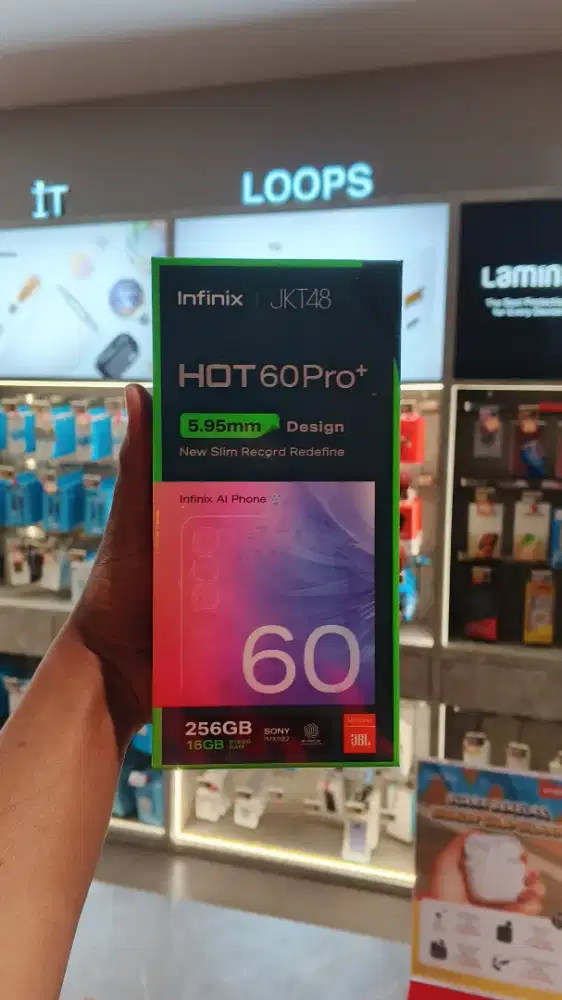 iT
LOOPS
Lamin
Infinix | JKT48
HOT 60 Pro+
5.95mm Design
New Slim Record Redefine
Infinix AI Phone
60
256GB
16GB
SONY
JBL